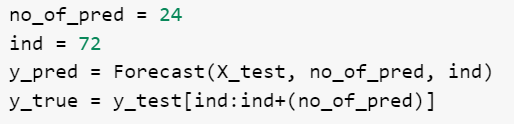 no_of_pred = 24
ind = 72
y_pred = Forecast(X_test, no_of_pred, ind)
y_true = y_test[ind:ind+(no_of_pred)]